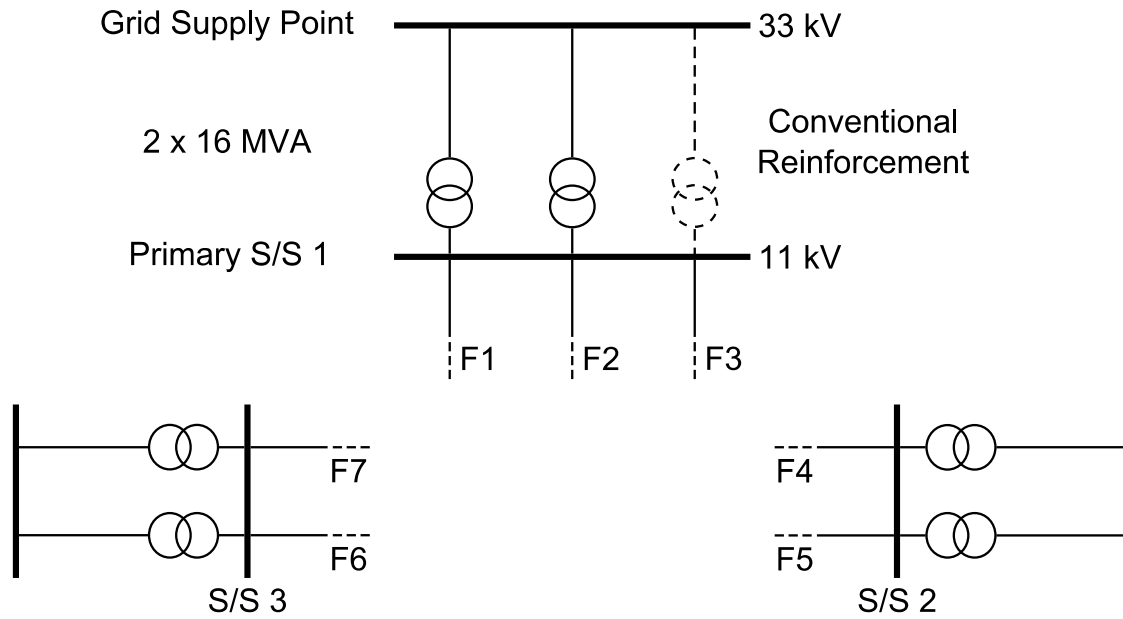 Grid Supply Point
33 kV
2 x 16 MVA
Conventional
Reinforcement
Primary S/S 1
11 kV
F1
F2
F3
F7
F4
F6
F5
S/S 3
S/S 2